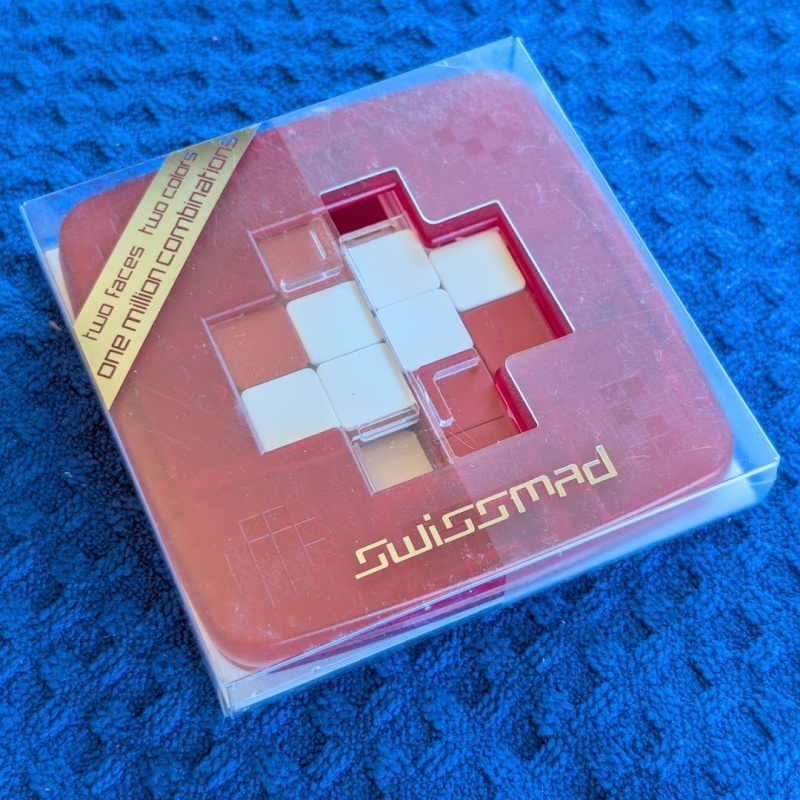 two faces two colors
one million combinations
swissmad